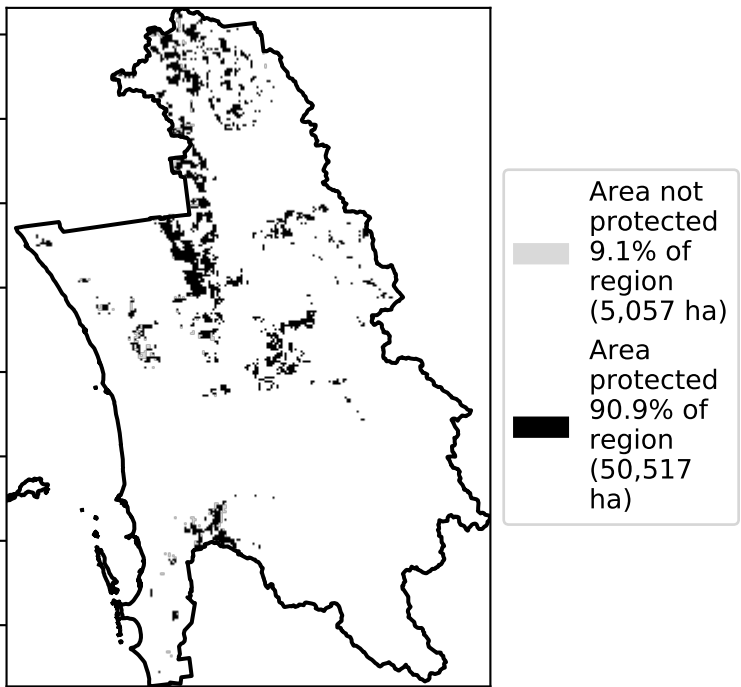 Area not
protected
9.1% of
region
(5,057 ha)
Area
protected
90.9% of
region
(50,517
ha)